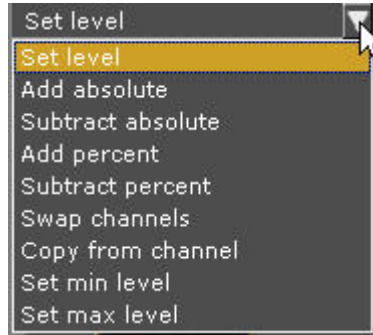 Set level
Set level
Add absolute
Subtract absolute
Add percent
Subtract percent
Swap channels
Copy from channel
Set min level
Set max level